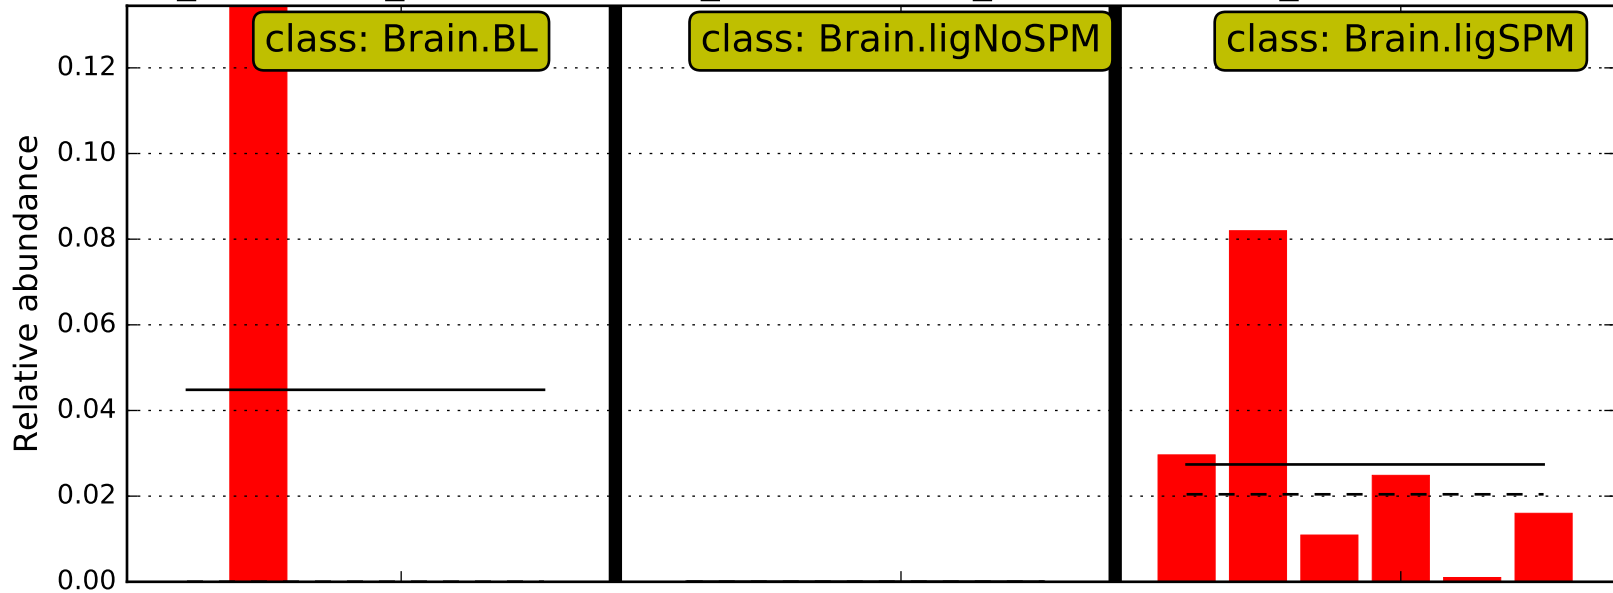 class: Brain.BL
class: Brain.ligNoSPM
class: Brain.ligSPM
0.12
0.10
0.08
0.06
0.04
0.02
0.00
Relative abundance